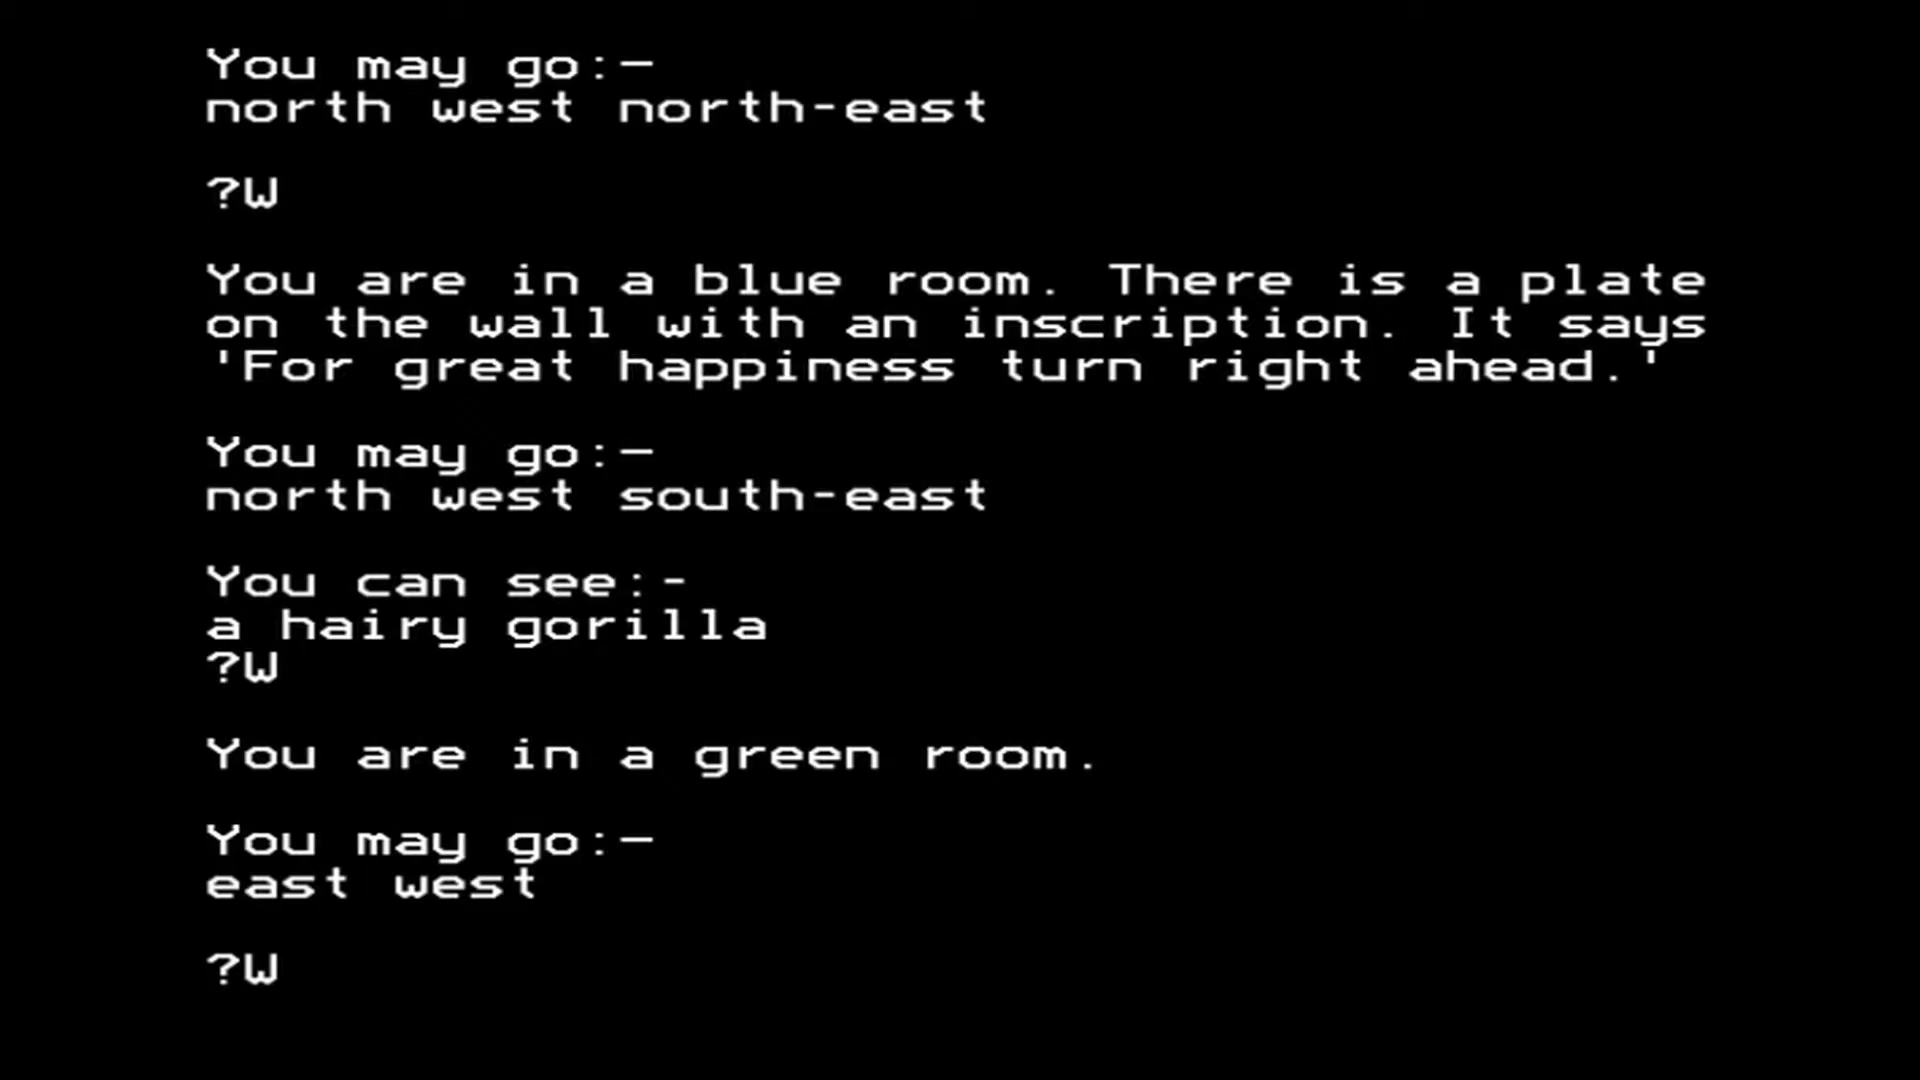 You may go:—
north west north-east
?W
You are in a blue room. There is a plate
on the wall with an inscription. It says
'For great happiness turn right ahead.'
You may go:—
north west south-east
You can see:-
a hairy gorilla
?W
You are in a green room.
You may go:—
east west
?W